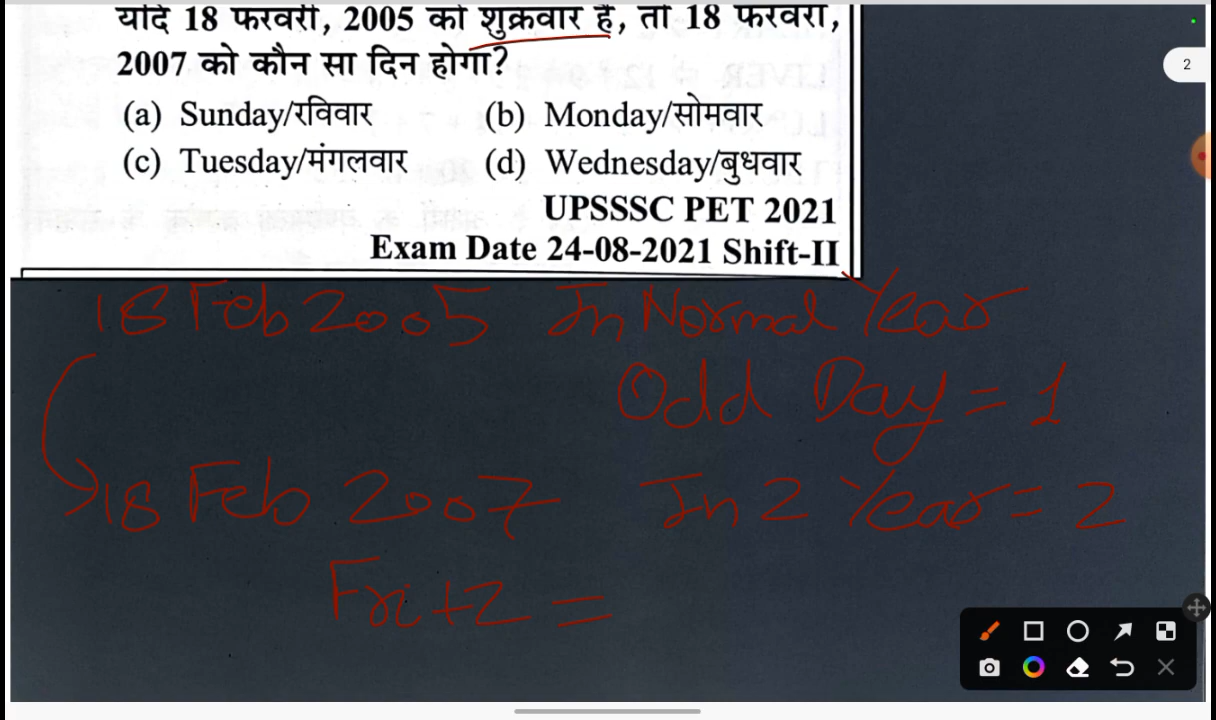 यदि 18 फरवरी, 2005 को शुक्रवार है, तो 18 फरवरी,
2007 को कौन सा दिन होगा?
(a) Sunday/रविवार (b) Monday/सोमवार
(c) Tuesday/मंगलवार (d) Wednesday/बुधवार
UPSSSC PET 2021
Exam Date 24-08-2021 Shift-II
18 Feb 2005 In Normal Year
Odd Day = 1
18 Feb 2007 In 2 Year = 2
Fri + 2 =
2